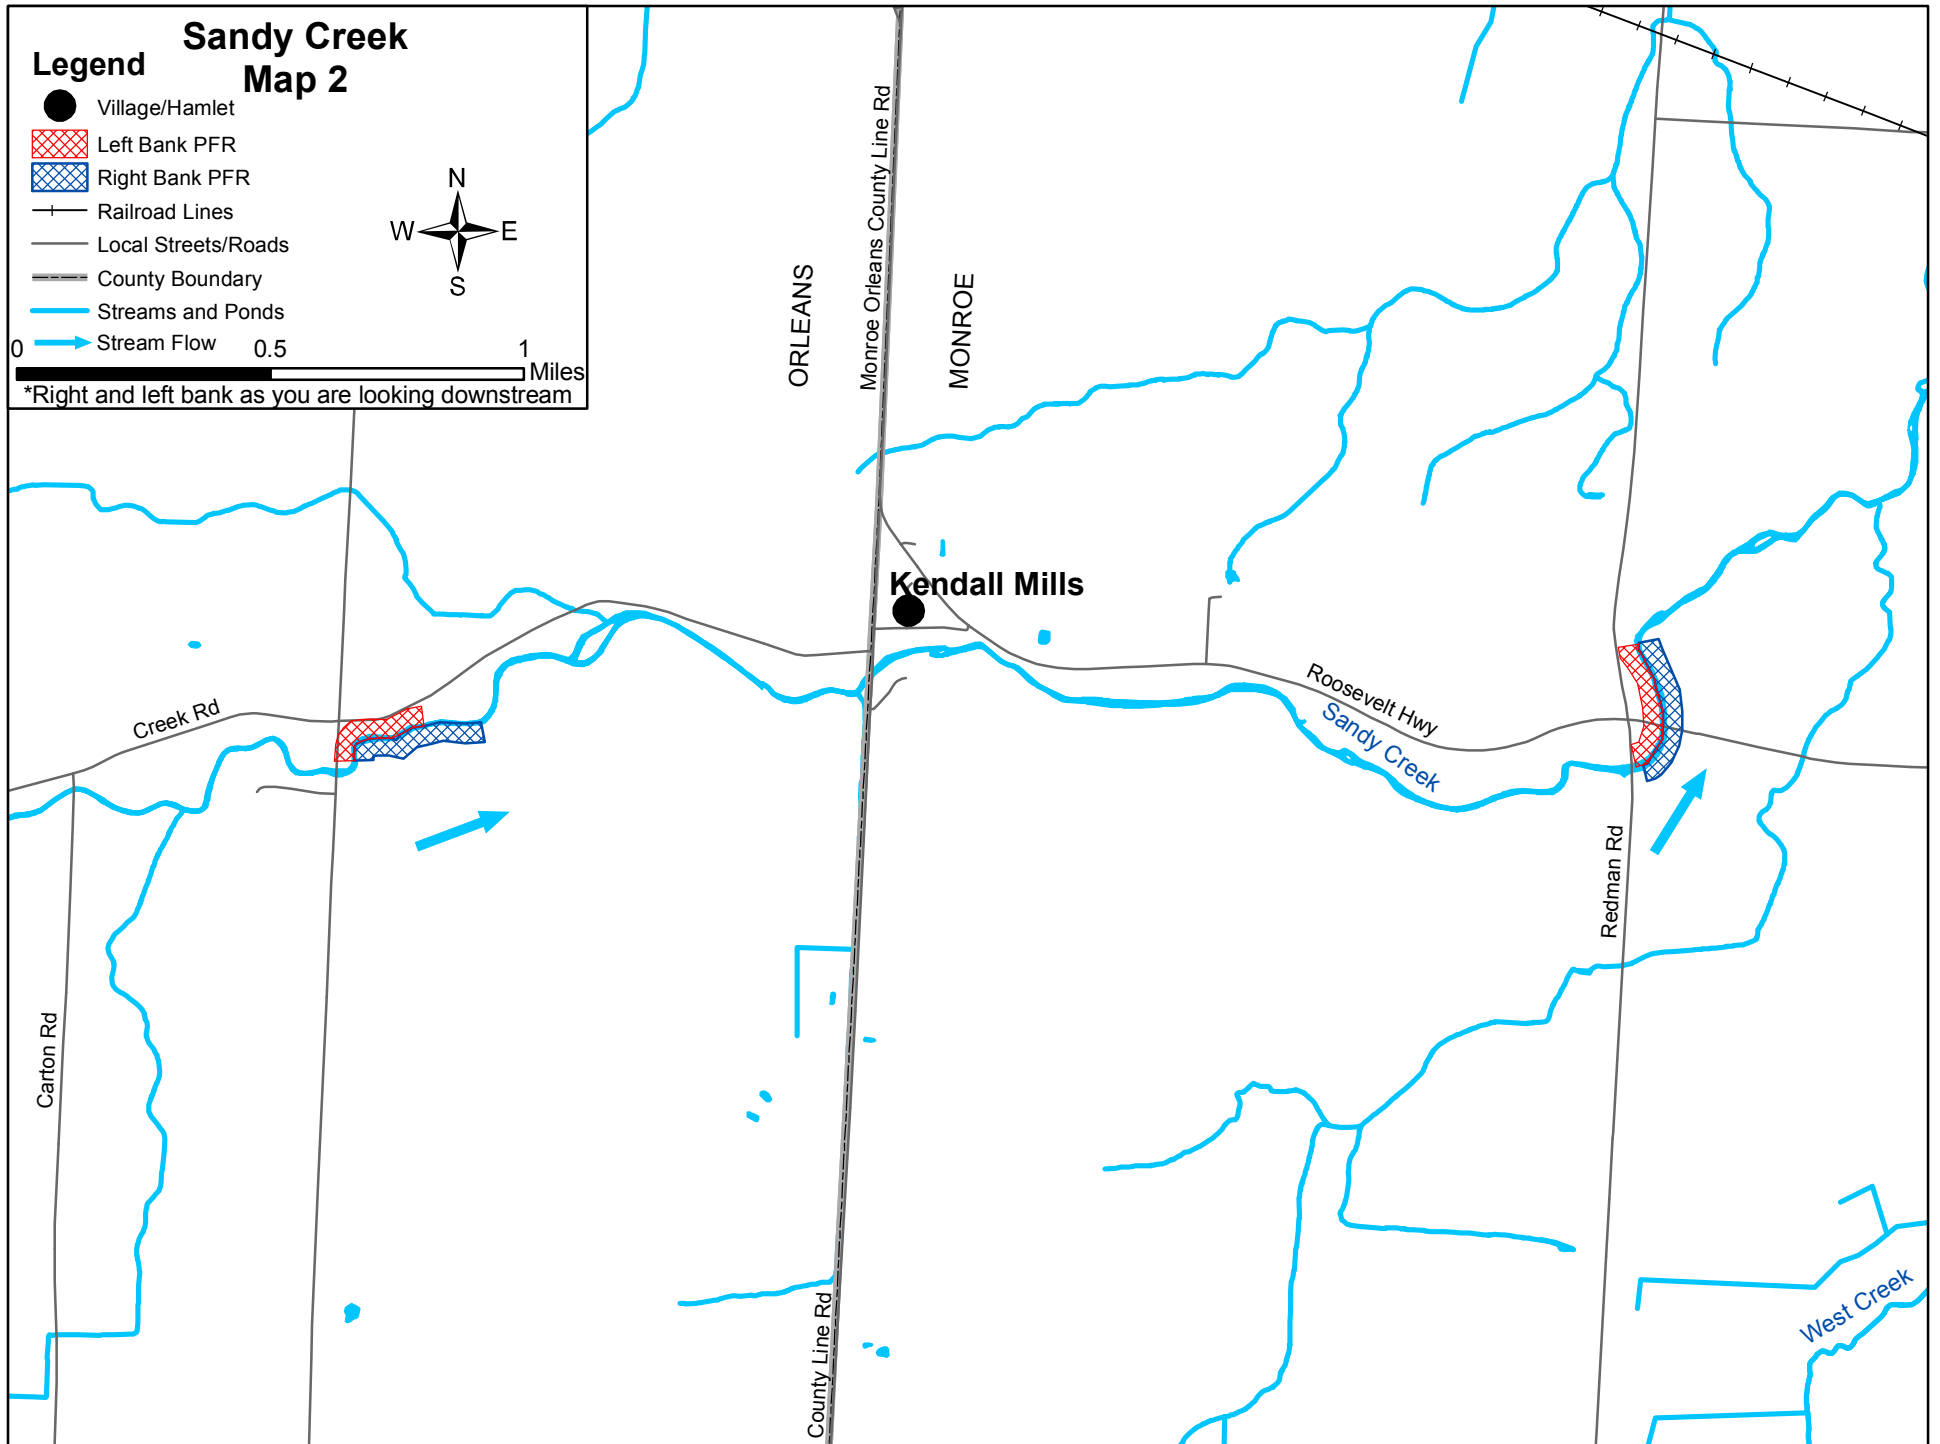 Sandy Creek
Map 2
Legend
Village/Hamlet
Left Bank PFR
Right Bank PFR
Railroad Lines
Local Streets/Roads
County Boundary
Streams and Ponds
Stream Flow
N
W E
S
0 0.5 1
Miles
*Right and left bank as you are looking downstream
Monroe Orleans County Line Rd
ORLEANS
MONROE
Kendall Mills
Creek Rd
Roosevelt Hwy
Sandy Creek
Redman Rd
Carton Rd
County Line Rd
West Creek